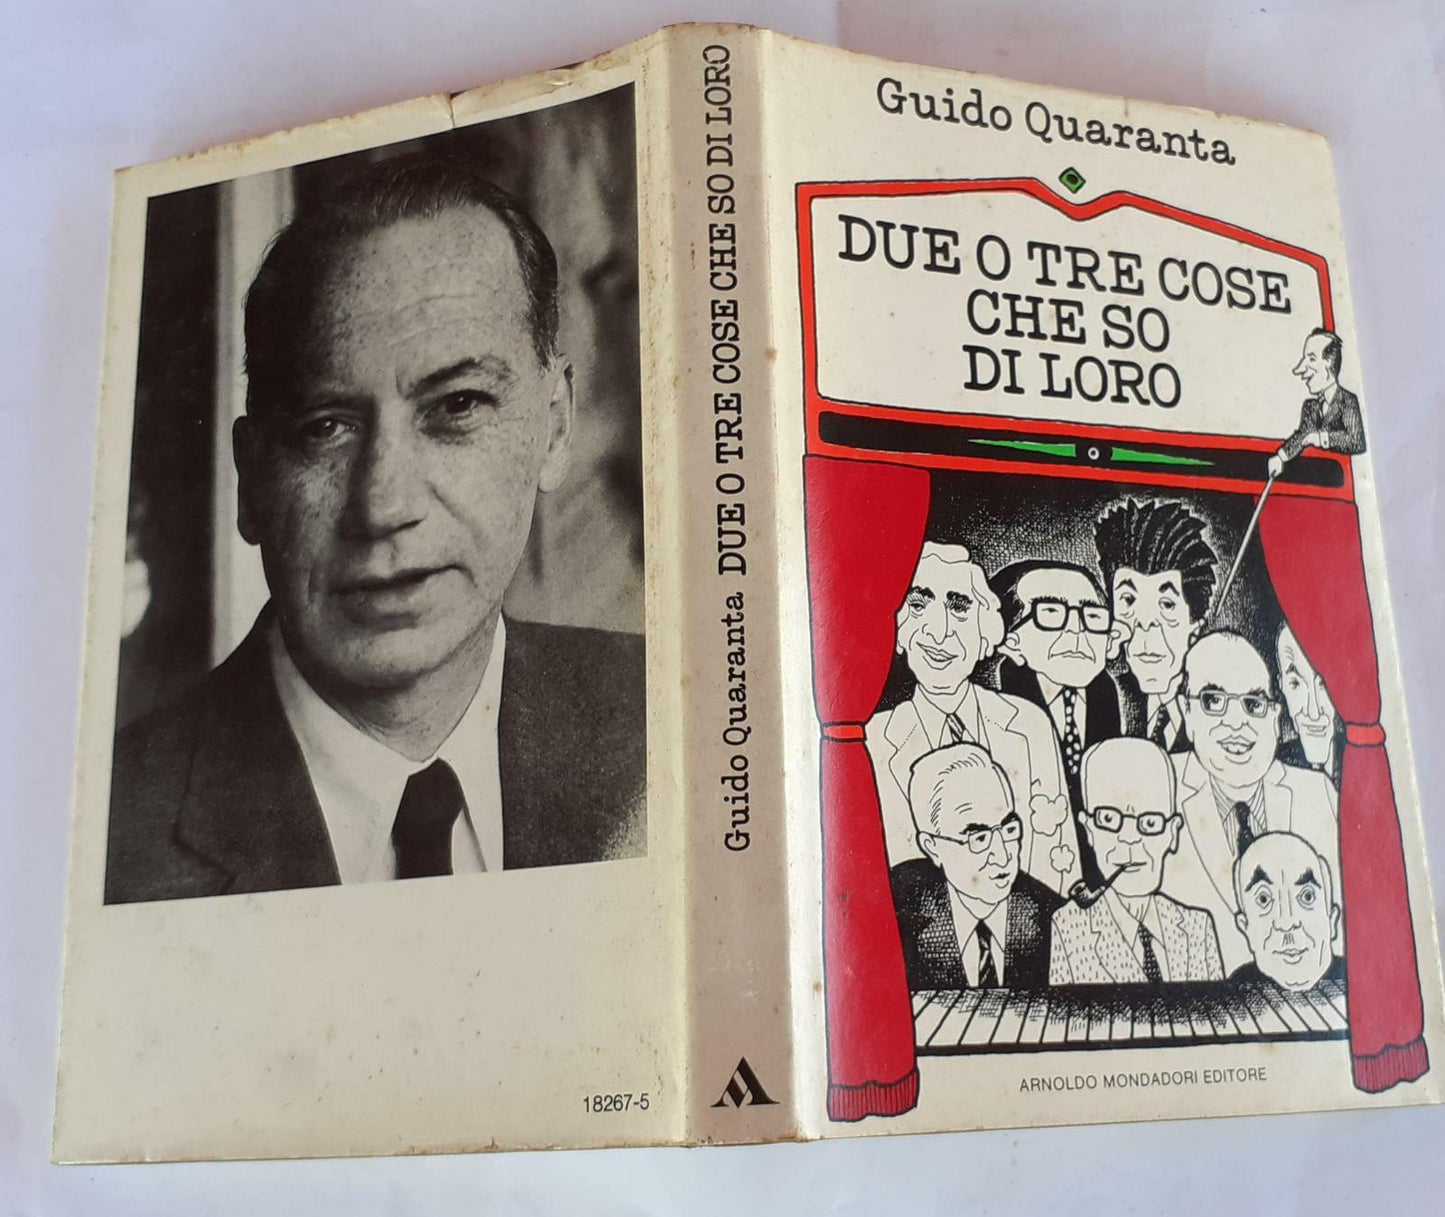 18267-5
Guido Quaranta DUE O TRE COSE CHE SO DI LORO
Guido Quaranta
DUE O TRE COSE
CHE SO
DI LORO
ARNOLDO MONDADORI EDITORE